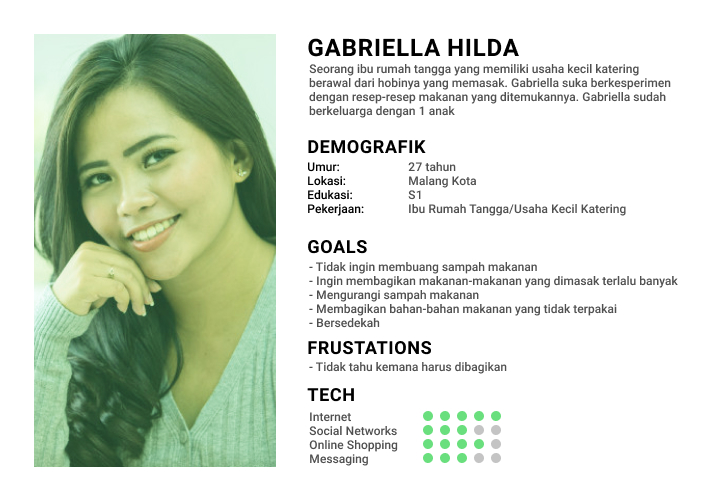 GABRIELLA HILDA
Seorang ibu rumah tangga yang memiliki usaha kecil katering
berawal dari hobinya yang memasak. Gabriella suka berkesperimen
dengan resep-resep makanan yang ditemukannya. Gabriella sudah
berkeluarga dengan 1 anak
DEMOGRAFIK
Umur: 27 tahun
Lokasi: Malang Kota
Edukasi: S1
Pekerjaan: Ibu Rumah Tangga/Usaha Kecil Katering
GOALS
- Tidak ingin membuang sampah makanan
- Ingin membagikan makanan-makanan yang dimasak terlalu banyak
- Mengurangi sampah makanan
- Membagikan bahan-bahan makanan yang tidak terpakai
- Bersedekah
FRUSTATIONS
- Tidak tahu kemana harus dibagikan
TECH
Internet
Social Networks
Online Shopping
Messaging